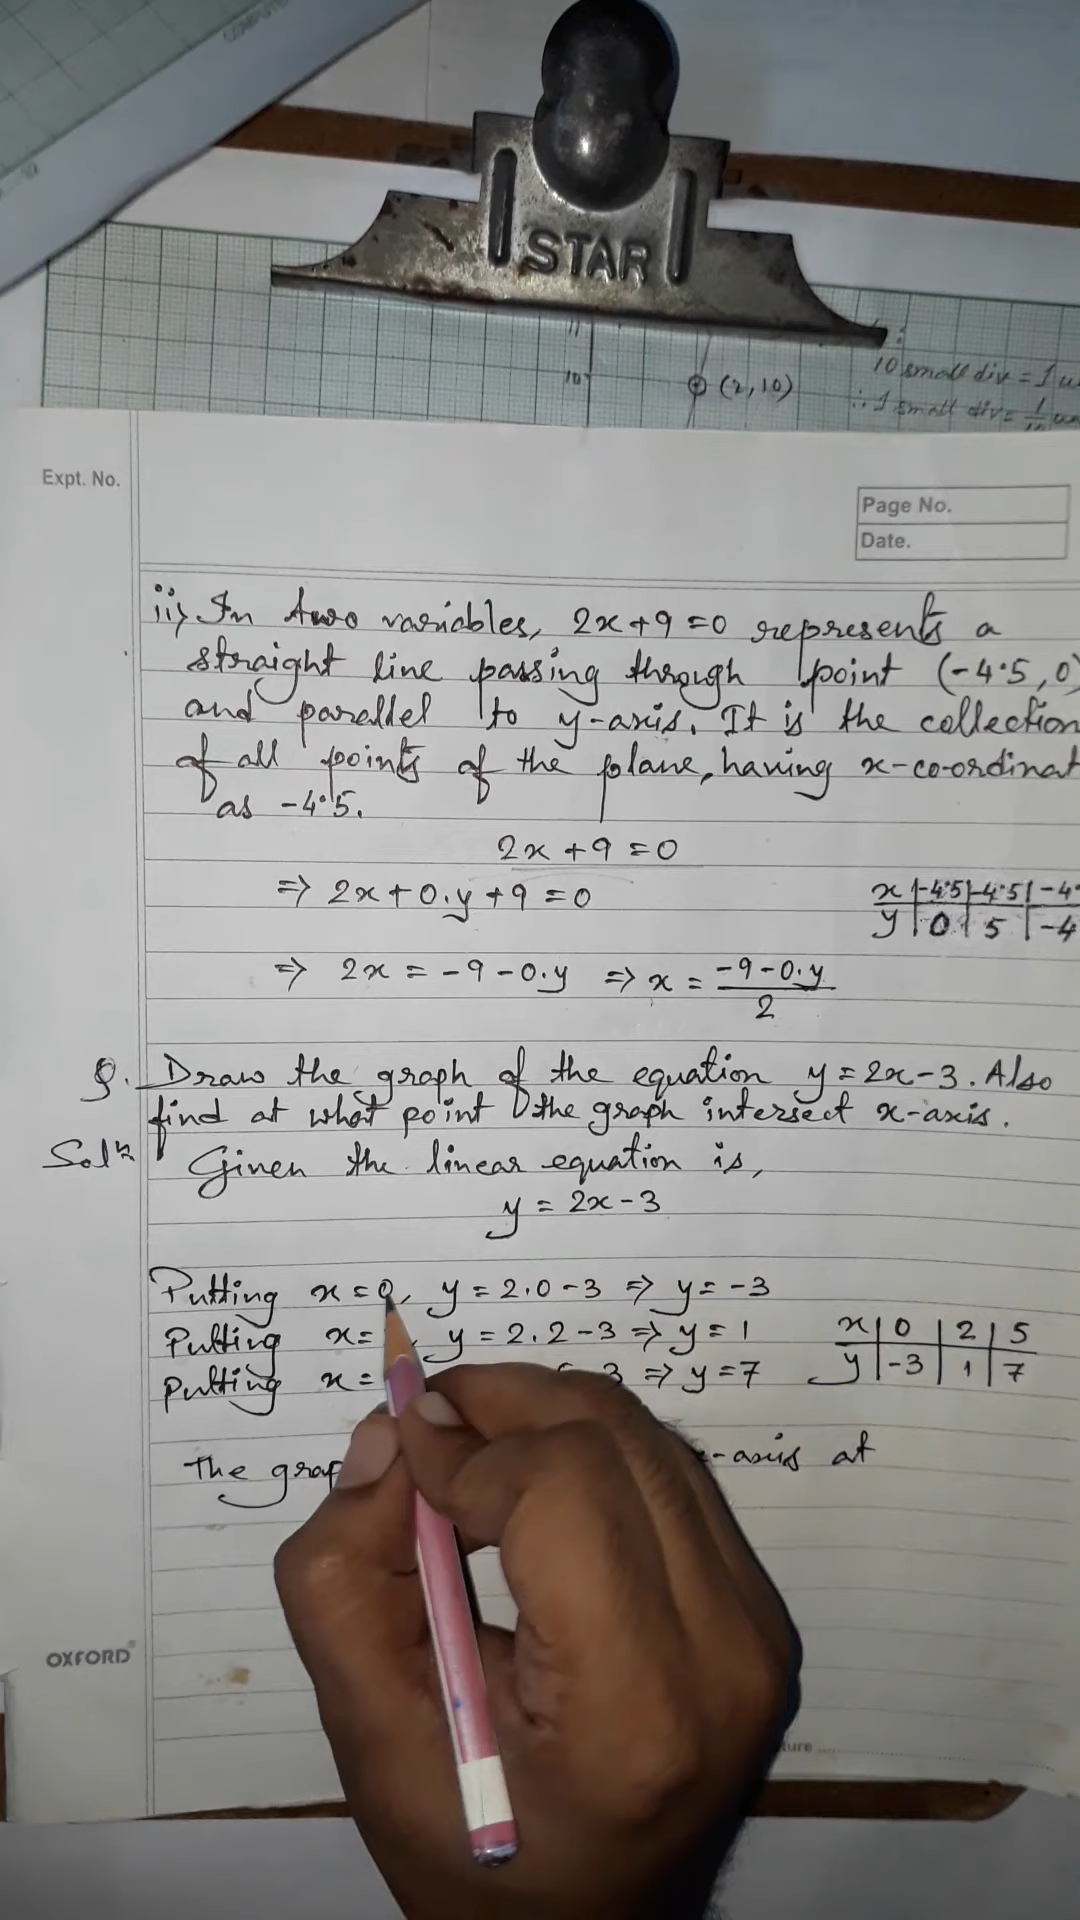 STAR
10 small div = 1
10
(2,10)
∴ 1 small div =
Expt. No.
Page No.
Date.
ii) In two variables, 2x+9=0 represents a
straight line passing through point (-4.5, 0)
and parallel to y-axis. It is the collection
of all points of the plane, having x-co-ordinat
as -4.5.
2x+9=0
⇒ 2x+0.y+9=0
x | -4.5 | -4.5 | -4.
y | 0 | 5 | -4
⇒ 2x = -9-0.y ⇒ x = -9-0.y / 2
Q. Draw the graph of the equation y=2x-3. Also
find at what point the graph intersect x-axis.
Solⁿ Given the linear equation is,
y = 2x-3
Putting x=0, y=2.0-3 ⇒ y=-3
Putting x= , y=2.2-3 ⇒ y=1
x | 0 | 2 | 5
Putting x= 3 ⇒ y=7
y | -3 | 1 | 7
The grap x-axis at
OXFORD